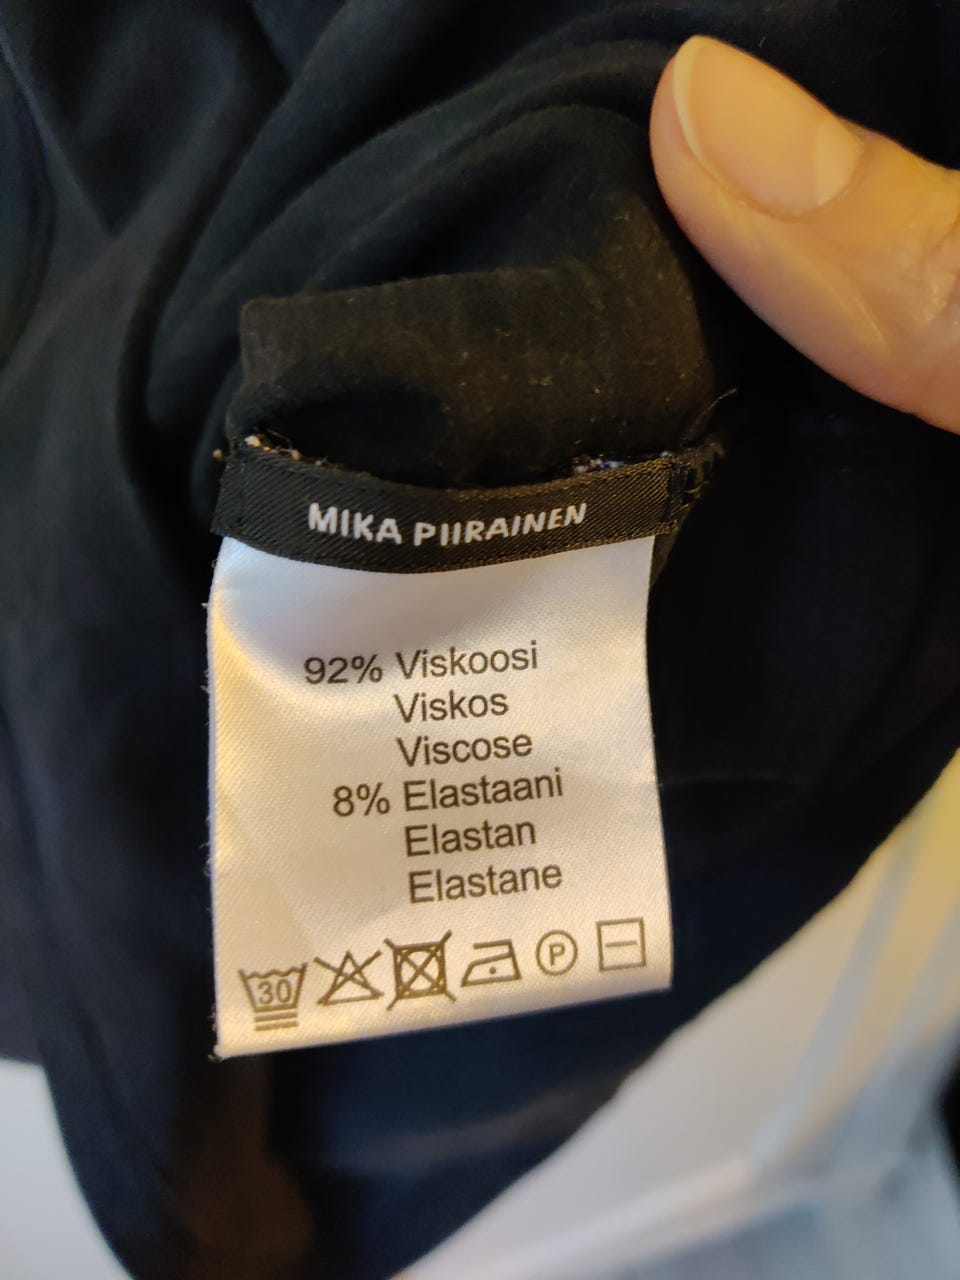 MIKA PIIRAINEN
92% Viskoosi
Viskos
Viscose
8% Elastaani
Elastan
Elastane
30 P